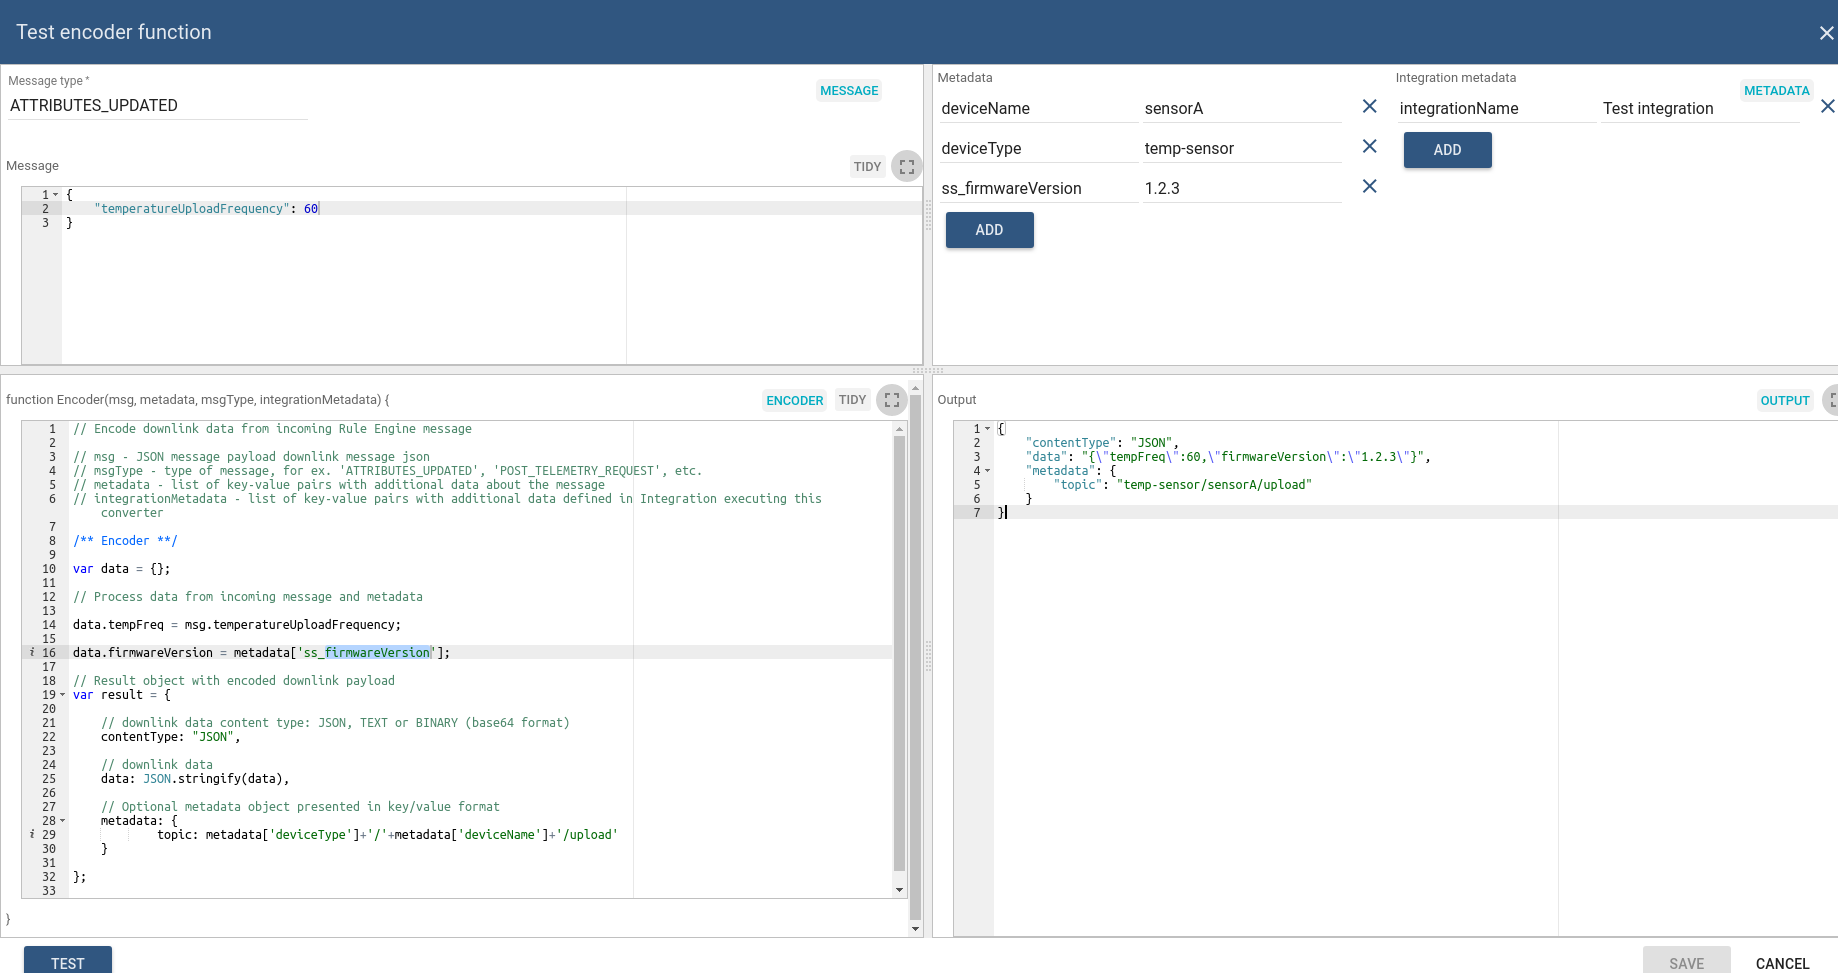 Test encoder function
Message type *
MESSAGE
ATTRIBUTES_UPDATED
Message
TIDY
1 {
2 "temperatureUploadFrequency": 60
3 }
Metadata
deviceName sensorA
deviceType temp-sensor
ss_firmwareVersion 1.2.3
ADD
Integration metadata
METADATA
integrationName Test integration
ADD
function Encoder(msg, metadata, msgType, integrationMetadata) {
ENCODER TIDY
1 // Encode downlink data from incoming Rule Engine message
2
3 // msg - JSON message payload downlink message json
4 // msgType - type of message, for ex. 'ATTRIBUTES_UPDATED', 'POST_TELEMETRY_REQUEST', etc.
5 // metadata - list of key-value pairs with additional data about the message
6 // integrationMetadata - list of key-value pairs with additional data defined in Integration executing this
converter
7
8 /** Encoder **/
9
10 var data = {};
11
12 // Process data from incoming message and metadata
13
14 data.tempFreq = msg.temperatureUploadFrequency;
15
i 16 data.firmwareVersion = metadata['ss_firmwareVersion'];
17
18 // Result object with encoded downlink payload
19 var result = {
20
21 // downlink data content type: JSON, TEXT or BINARY (base64 format)
22 contentType: "JSON",
23
24 // downlink data
25 data: JSON.stringify(data),
26
27 // Optional metadata object presented in key/value format
28 metadata: {
i 29 topic: metadata['deviceType']+'/'+metadata['deviceName']+'/upload'
30 }
31
32 };
33
}
Output
OUTPUT
1 {
2 "contentType": "JSON",
3 "data": "{\"tempFreq\":60,\"firmwareVersion\":\"1.2.3\"}",
4 "metadata": {
5 "topic": "temp-sensor/sensorA/upload"
6 }
7 }
TEST
SAVE
CANCEL